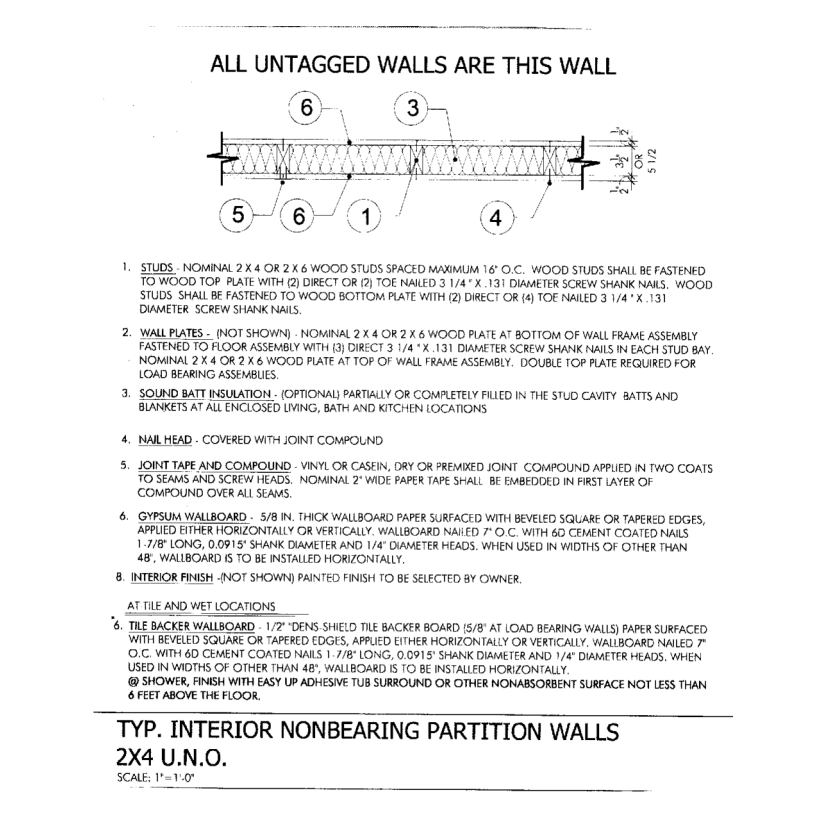 ALL UNTAGGED WALLS ARE THIS WALL
6
3
1/2"
3 1/2"
OR
5 1/2
1/2"
5
6
1
4
1. STUDS - NOMINAL 2 X 4 OR 2 X 6 WOOD STUDS SPACED MAXIMUM 16" O.C. WOOD STUDS SHALL BE FASTENED
TO WOOD TOP PLATE WITH (2) DIRECT OR (2) TOE NAILED 3 1/4 " X .131 DIAMETER SCREW SHANK NAILS. WOOD
STUDS SHALL BE FASTENED TO WOOD BOTTOM PLATE WITH (2) DIRECT OR (4) TOE NAILED 3 1/4 " X .131
DIAMETER SCREW SHANK NAILS.
2. WALL PLATES - (NOT SHOWN) - NOMINAL 2 X 4 OR 2 X 6 WOOD PLATE AT BOTTOM OF WALL FRAME ASSEMBLY
FASTENED TO FLOOR ASSEMBLY WITH (3) DIRECT 3 1/4 " X .131 DIAMETER SCREW SHANK NAILS IN EACH STUD BAY.
NOMINAL 2 X 4 OR 2 X 6 WOOD PLATE AT TOP OF WALL FRAME ASSEMBLY. DOUBLE TOP PLATE REQUIRED FOR
LOAD BEARING ASSEMBLIES.
3. SOUND BATT INSULATION - (OPTIONAL) PARTIALLY OR COMPLETELY FILLED IN THE STUD CAVITY BATTS AND
BLANKETS AT ALL ENCLOSED LIVING, BATH AND KITCHEN LOCATIONS
4. NAIL HEAD - COVERED WITH JOINT COMPOUND
5. JOINT TAPE AND COMPOUND - VINYL OR CASEIN, DRY OR PREMIXED JOINT COMPOUND APPLIED IN TWO COATS
TO SEAMS AND SCREW HEADS. NOMINAL 2" WIDE PAPER TAPE SHALL BE EMBEDDED IN FIRST LAYER OF
COMPOUND OVER ALL SEAMS.
6. GYPSUM WALLBOARD - 5/8 IN. THICK WALLBOARD PAPER SURFACED WITH BEVELED SQUARE OR TAPERED EDGES,
APPLIED EITHER HORIZONTALLY OR VERTICALLY. WALLBOARD NAILED 7" O.C. WITH 6D CEMENT COATED NAILS
1-7/8" LONG, 0.0915" SHANK DIAMETER AND 1/4" DIAMETER HEADS. WHEN USED IN WIDTHS OF OTHER THAN
48", WALLBOARD IS TO BE INSTALLED HORIZONTALLY.
8. INTERIOR FINISH -(NOT SHOWN) PAINTED FINISH TO BE SELECTED BY OWNER.
AT TILE AND WET LOCATIONS
6. TILE BACKER WALLBOARD - 1/2" "DENS-SHIELD TILE BACKER BOARD (5/8" AT LOAD BEARING WALLS) PAPER SURFACED
WITH BEVELED SQUARE OR TAPERED EDGES, APPLIED EITHER HORIZONTALLY OR VERTICALLY. WALLBOARD NAILED 7"
O.C. WITH 6D CEMENT COATED NAILS 1-7/8" LONG, 0.0915" SHANK DIAMETER AND 1/4" DIAMETER HEADS. WHEN
USED IN WIDTHS OF OTHER THAN 48", WALLBOARD IS TO BE INSTALLED HORIZONTALLY.
@ SHOWER, FINISH WITH EASY UP ADHESIVE TUB SURROUND OR OTHER NONABSORBENT SURFACE NOT LESS THAN
6 FEET ABOVE THE FLOOR.
TYP. INTERIOR NONBEARING PARTITION WALLS
2X4 U.N.O.
SCALE: 1"=1'-0"